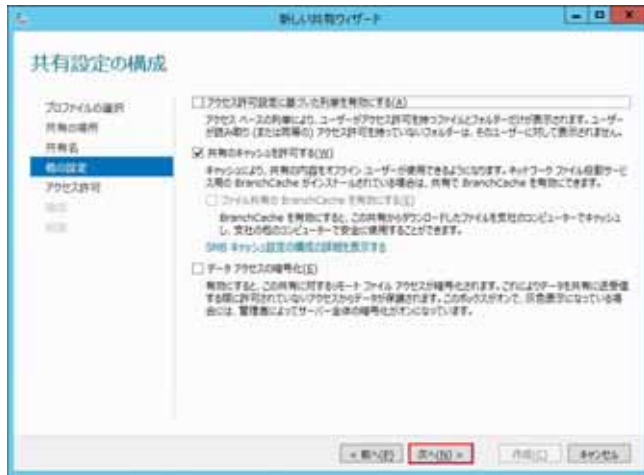 新しい共有ウィザード
共有設定の構成
プロファイルの選択
共有の場所
共有名
他の設定
アクセス許可
確認
結果
アクセス許可設定に基づいた列挙を有効にする(A)
アクセス ベースの列挙により、ユーザーがアクセス許可を持つファイルとフォルダーだけが表示されます。ユーザー
が読み取り (または同等の) アクセス許可を持っていないフォルダーは、そのユーザーに対して表示されません。
共有のキャッシュを許可する(W)
キャッシュにより、共有の内容をオフライン ユーザーが使用できるようになります。ネットワーク ファイル用役割サービ
ス用の BranchCache がインストールされている場合は、共有で BranchCache を有効にできます。
ファイル共有の BranchCache を有効にする(E)
BranchCache を有効にすると、この共有からダウンロードしたファイルを支社のコンピューターでキャッシュ
し、支社の他のコンピューターで安全に使用することができます。
SMB キャッシュ設定の構成の詳細を表示する
データ アクセスの暗号化(E)
有効にすると、この共有に対するリモート ファイル アクセスが暗号化されます。これによりデータを共有に送受信
する際に許可されていないアクセスからデータが保護されます。このボックスがオンで、灰色表示になっている場
合には、管理者によってサーバー全体の暗号化がオンになっています。
< 前へ(P)
次へ(N) >
作成(C)
キャンセル